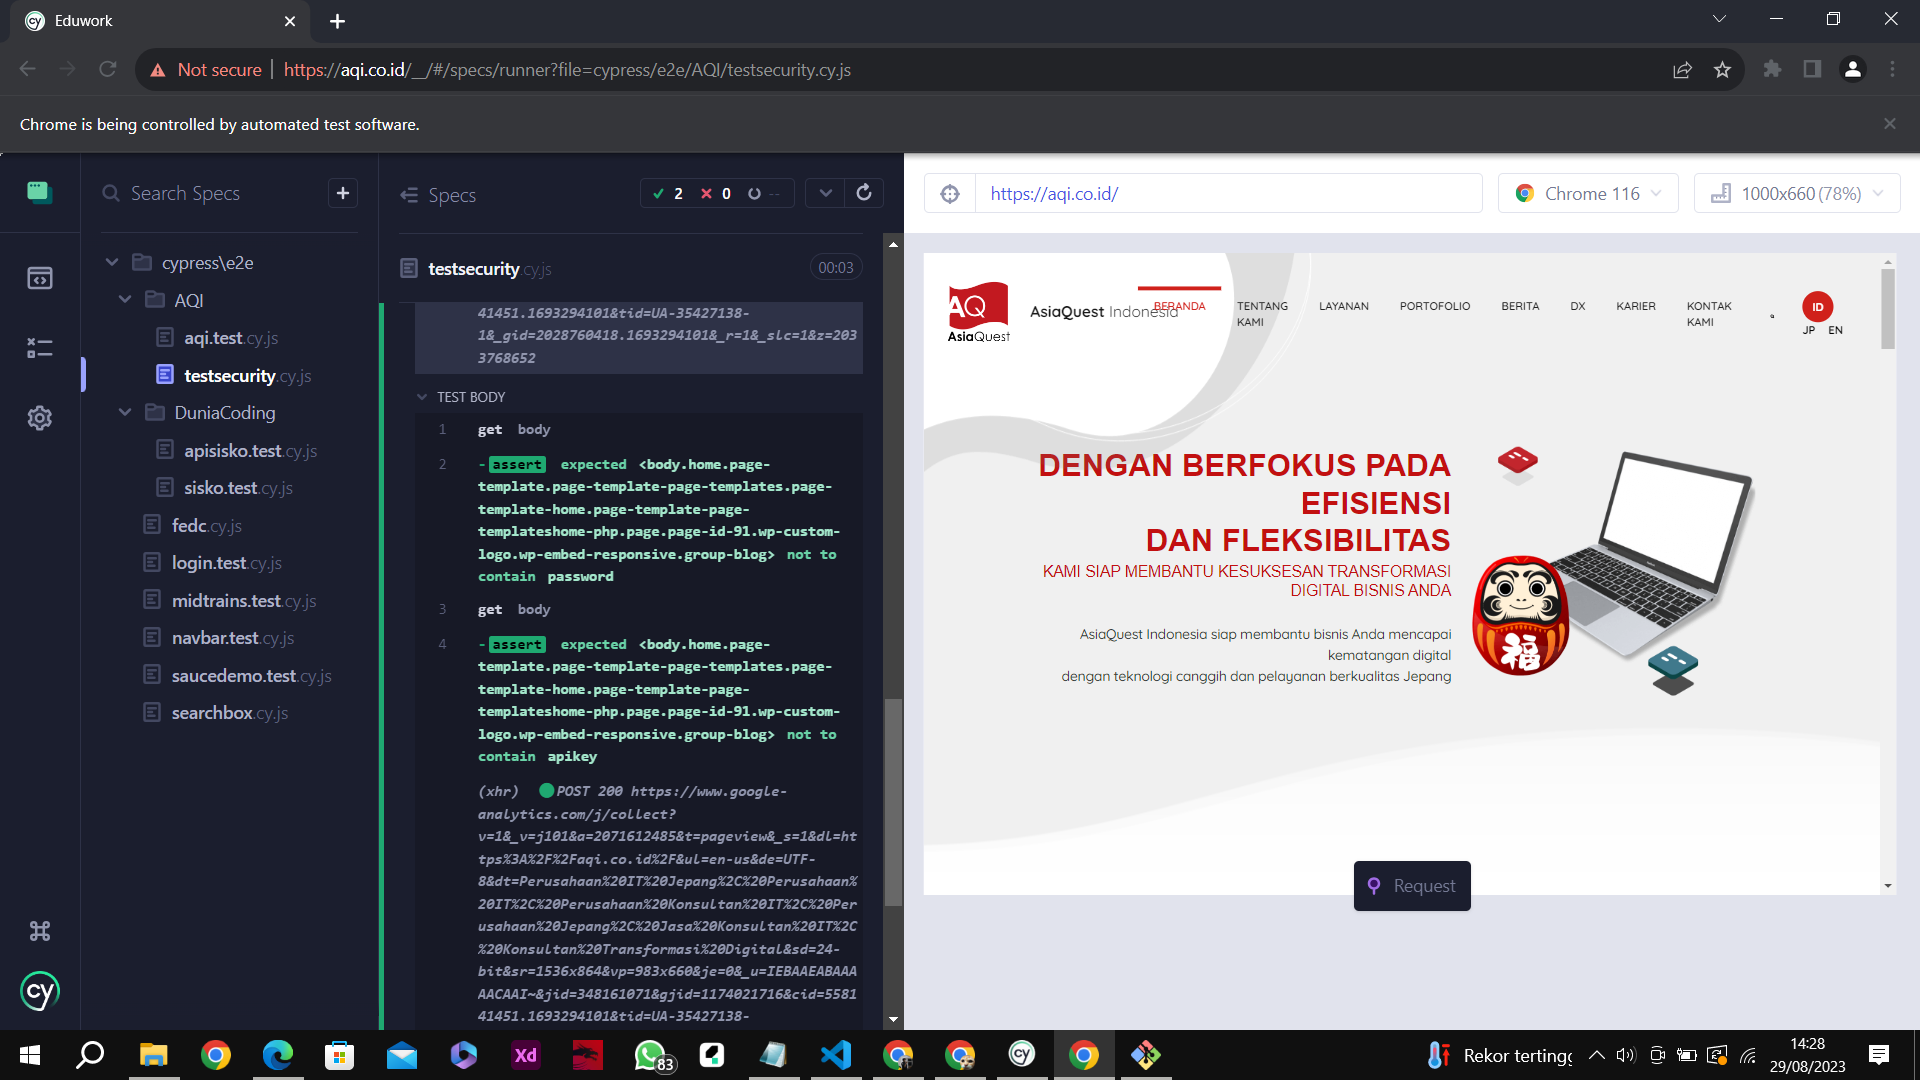 Eduwork
Not secure
https://aqi.co.id/__/#/specs/runner?file=cypress/e2e/AQI/testsecurity.cy.js
Chrome is being controlled by automated test software.
Search Specs
cypress\e2e
AQI
aqi.test.cy.js
testsecurity.cy.js
DuniaCoding
apisisko.test.cy.js
sisko.test.cy.js
fedc.cy.js
login.test.cy.js
midtrains.test.cy.js
navbar.test.cy.js
saucedemo.test.cy.js
searchbox.cy.js
cy
Specs
2
0
--
testsecurity.cy.js
00:03
41451.1693294101&tid=UA-35427138-
1&_gid=2028760418.1693294101&_r=1&_slc=1&z=203
3768652
TEST BODY
1 get body
2 -assert expected <body.home.page-
template.page-template-page-templates.page-
template-home.page-template-page-
templateshome-php.page.page-id-91.wp-custom-
logo.wp-embed-responsive.group-blog> not to
contain password
3 get body
4 -assert expected <body.home.page-
template.page-template-page-templates.page-
template-home.page-template-page-
templateshome-php.page.page-id-91.wp-custom-
logo.wp-embed-responsive.group-blog> not to
contain apikey
(xhr) POST 200 https://www.google-
analytics.com/j/collect?
v=1&_v=j101&a=2071612485&t=pageview&_s=1&dl=ht
tps%3A%2F%2Faqi.co.id%2F&ul=en-us&de=UTF-
8&dt=Perusahaan%20IT%20Jepang%2C%20Perusahaan%
20IT%2C%20Perusahaan%20Konsultan%20IT%2C%20Per
usahaan%20Jepang%2C%20Jasa%20Konsultan%20IT%2C
%20Konsultan%20Transformasi%20Digital&sd=24-
bit&sr=1536x864&vp=983x660&je=0&_u=IEBAAEABAAA
AACAAI~&jid=348161071&gjid=1174021716&cid=5581
41451.1693294101&tid=UA-35427138-
https://aqi.co.id/
Chrome 116
1000x660 (78%)
AQ
AsiaQuest
AsiaQuest Indonesia
BERANDA
TENTANG
KAMI
LAYANAN
PORTOFOLIO
BERITA
DX
KARIER
KONTAK
KAMI
ID
JP EN
DENGAN BERFOKUS PADA
EFISIENSI
DAN FLEKSIBILITAS
KAMI SIAP MEMBANTU KESUKSESAN TRANSFORMASI
DIGITAL BISNIS ANDA
AsiaQuest Indonesia siap membantu bisnis Anda mencapai
kematangan digital
dengan teknologi canggih dan pelayanan berkualitas Jepang
福
Request
Xd
83
cy
Rekor tertingg
14:28
29/08/2023